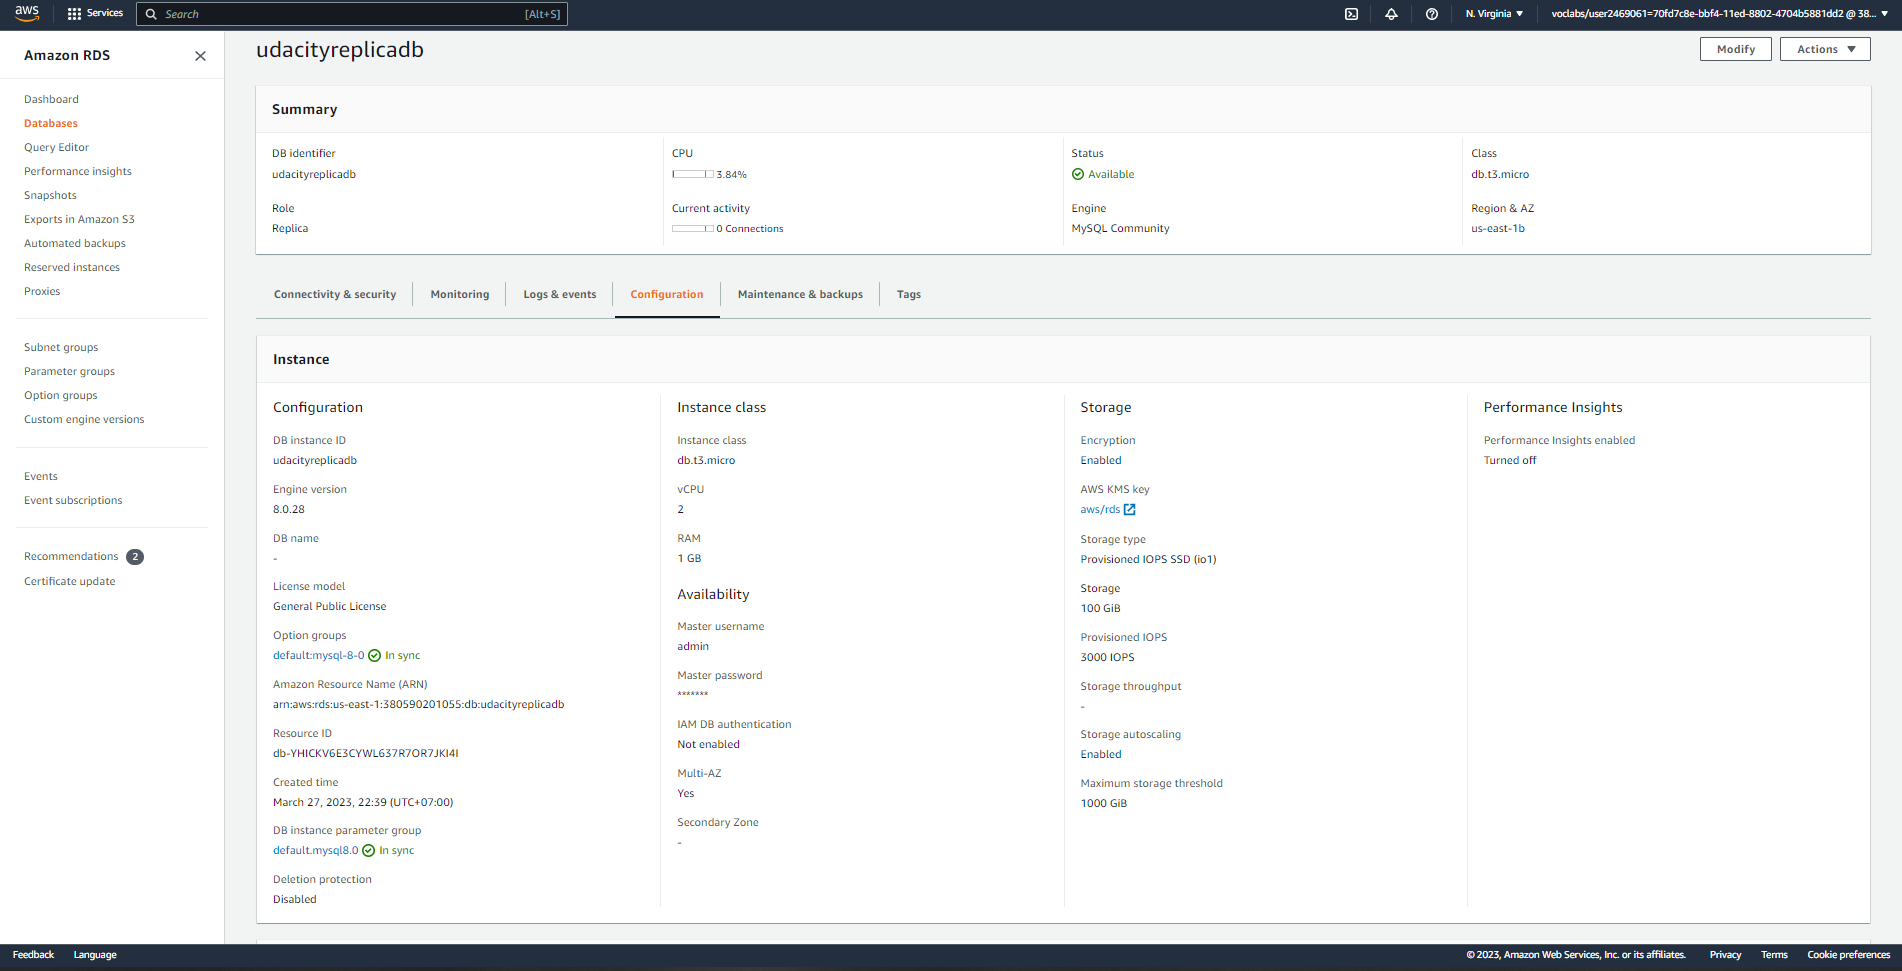 aws
Services
Search
[Alt+S]
N. Virginia
voclabs/user2469061=70fd7c8e-bbf4-11ed-8802-4704b5881dd2 @ 38...
Amazon RDS
Dashboard
Databases
Query Editor
Performance insights
Snapshots
Exports in Amazon S3
Automated backups
Reserved instances
Proxies
Subnet groups
Parameter groups
Option groups
Custom engine versions
Events
Event subscriptions
Recommendations 2
Certificate update
udacityreplicadb
Modify
Actions
Summary
DB identifier
udacityreplicadb
Role
Replica
CPU
3.84%
Current activity
0 Connections
Status
Available
Engine
MySQL Community
Class
db.t3.micro
Region & AZ
us-east-1b
Connectivity & security
Monitoring
Logs & events
Configuration
Maintenance & backups
Tags
Instance
Configuration
DB instance ID
udacityreplicadb
Engine version
8.0.28
DB name
-
License model
General Public License
Option groups
default:mysql-8-0 In sync
Amazon Resource Name (ARN)
arn:aws:rds:us-east-1:380590201055:db:udacityreplicadb
Resource ID
db-YHICKV6E3CYWL637R7OR7JKI4I
Created time
March 27, 2023, 22:39 (UTC+07:00)
DB instance parameter group
default.mysql8.0 In sync
Deletion protection
Disabled
Instance class
Instance class
db.t3.micro
vCPU
2
RAM
1 GB
Availability
Master username
admin
Master password
*******
IAM DB authentication
Not enabled
Multi-AZ
Yes
Secondary Zone
-
Storage
Encryption
Enabled
AWS KMS key
aws/rds
Storage type
Provisioned IOPS SSD (io1)
Storage
100 GiB
Provisioned IOPS
3000 IOPS
Storage throughput
-
Storage autoscaling
Enabled
Maximum storage threshold
1000 GiB
Performance Insights
Performance Insights enabled
Turned off
Feedback
Language
© 2023, Amazon Web Services, Inc. or its affiliates.
Privacy
Terms
Cookie preferences